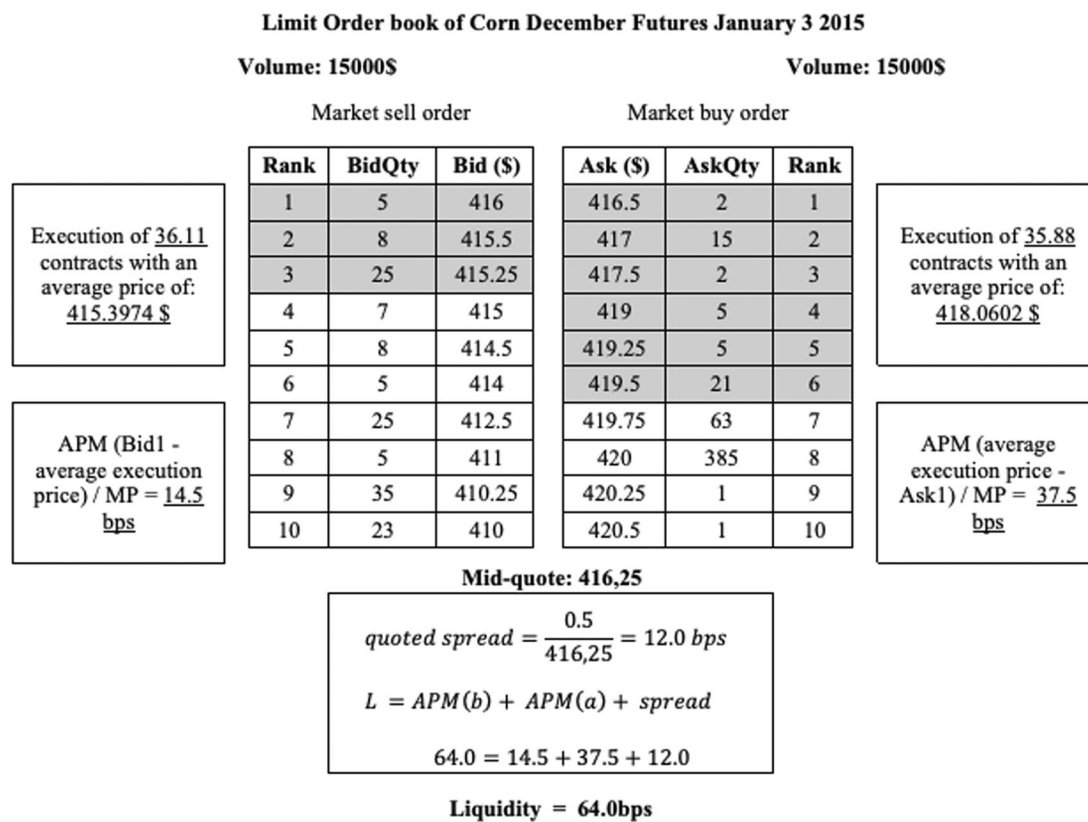 Limit Order book of Corn December Futures January 3 2015
Volume: 15000$
Volume: 15000$
Market sell order
Market buy order
Rank BidQty Bid ($)
1 5 416
2 8 415.5
3 25 415.25
4 7 415
5 8 414.5
6 5 414
7 25 412.5
8 5 411
9 35 410.25
10 23 410
Ask ($) AskQty Rank
416.5 2 1
417 15 2
417.5 2 3
419 5 4
419.25 5 5
419.5 21 6
419.75 63 7
420 385 8
420.25 1 9
420.5 1 10
Execution of 36.11
contracts with an
average price of:
415.3974 $
APM (Bid1 -
average execution
price) / MP = 14.5
bps
Execution of 35.88
contracts with an
average price of:
418.0602 $
APM (average
execution price -
Ask1) / MP = 37.5
bps
Mid-quote: 416,25
quoted spread = 0.5 / 416,25 = 12.0 bps
L = APM(b) + APM(a) + spread
64.0 = 14.5 + 37.5 + 12.0
Liquidity = 64.0bps